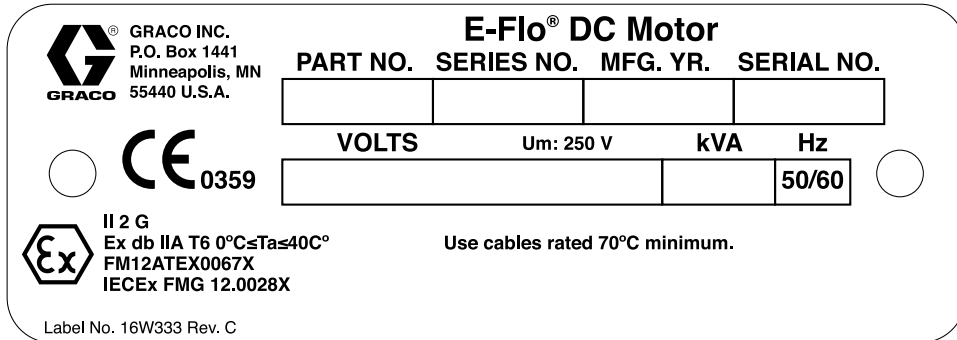 GRACO INC.
P.O. Box 1441
Minneapolis, MN
55440 U.S.A.
®
GRACO
E-Flo® DC Motor
PART NO. SERIES NO. MFG. YR. SERIAL NO.
VOLTS Um: 250 V kVA Hz
50/60
CE 0359
Ex
II 2 G
Ex db IIA T6 0°C≤Ta≤40C°
FM12ATEX0067X
IECEx FMG 12.0028X
Use cables rated 70°C minimum.
Label No. 16W333 Rev. C